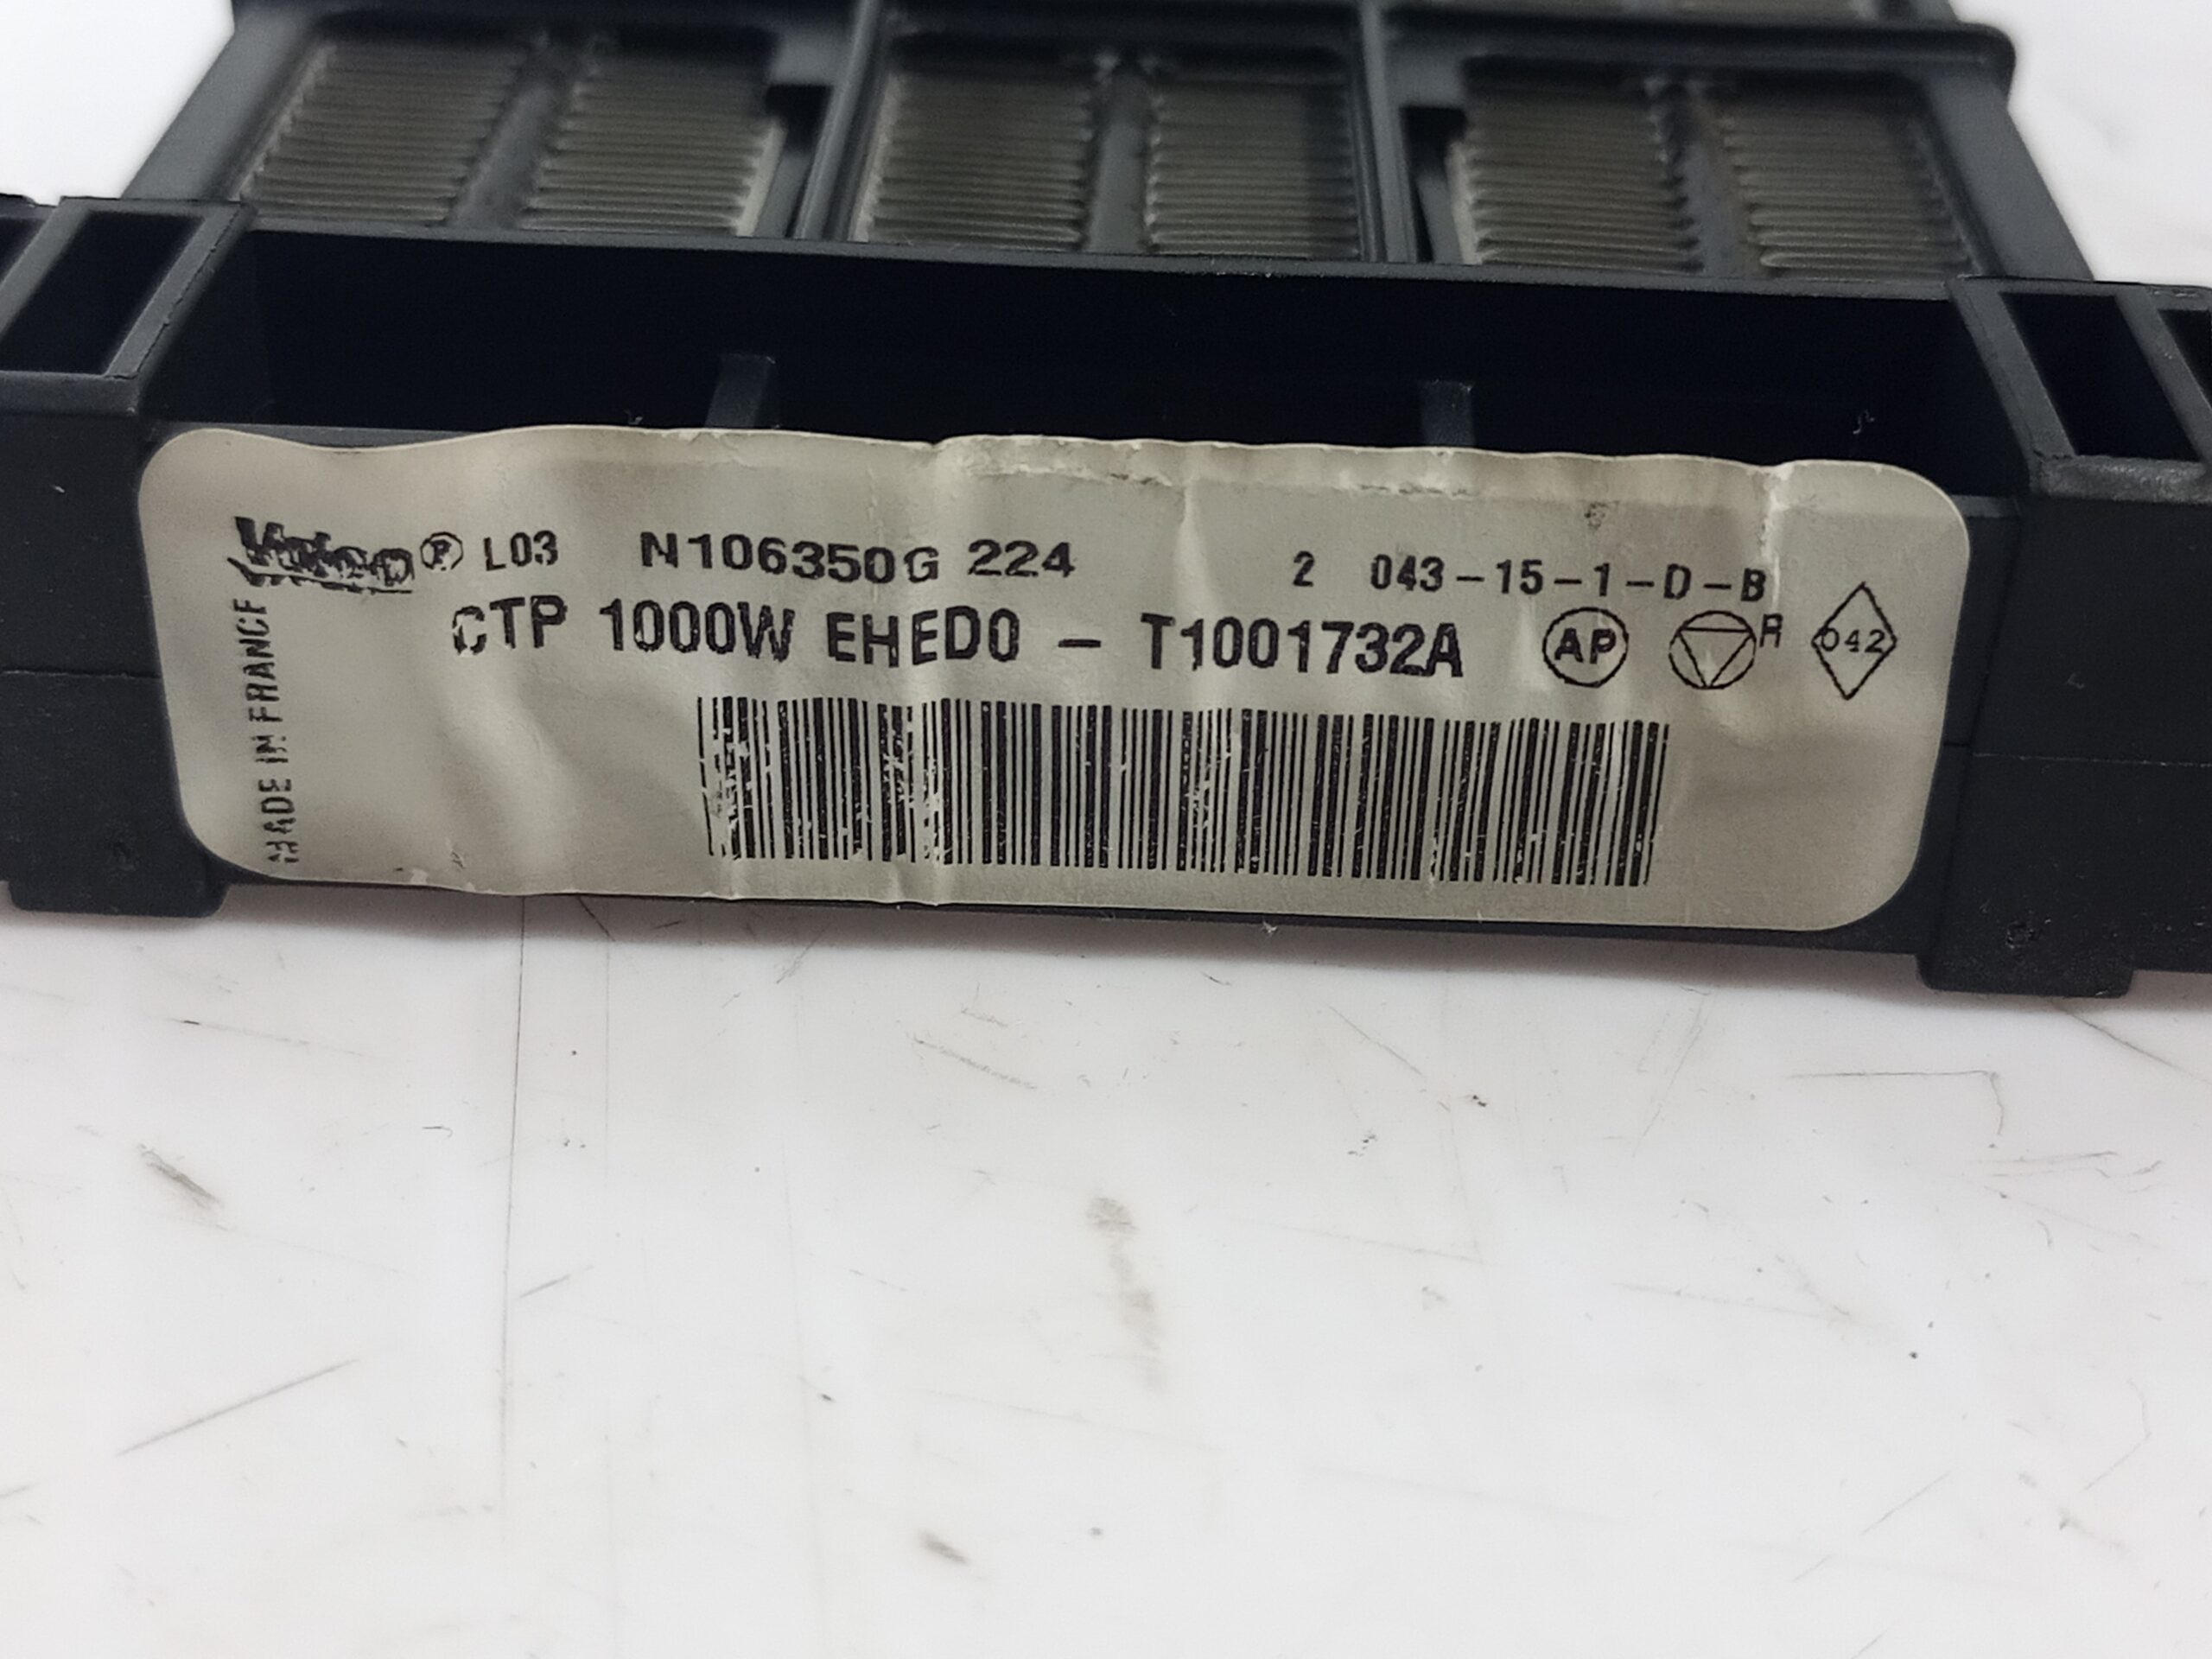 Valeo ® L03 N106350G 224 2 043-15-1-D-B
CTP 1000W EHED0 - T1001732A AP R 042
MADE IN FRANCE